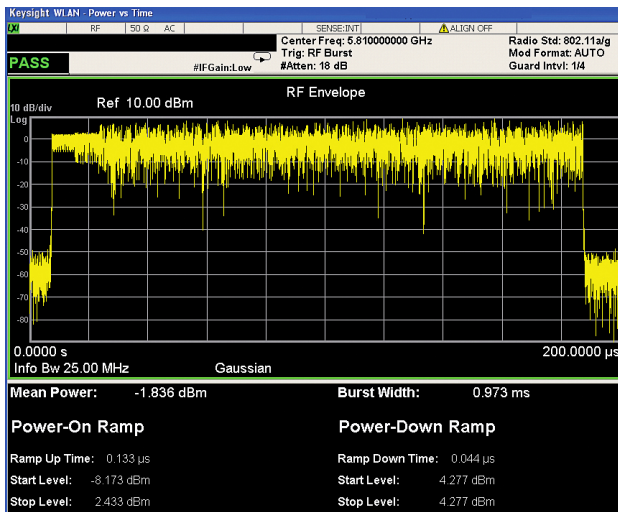 Keysight WLAN - Power vs Time
LXI RF 50 Ω AC SENSE:INT ALIGN OFF
Center Freq: 5.810000000 GHz Radio Std: 802.11a/g
Trig: RF Burst Mod Format: AUTO
PASS #IFGain:Low #Atten: 18 dB Guard Intvl: 1/4
RF Envelope
10 dB/div Ref 10.00 dBm
Log
0
-10
-20
-30
-40
-50
-60
-70
-80
0.0000 s 200.0000 µs
Info Bw 25.00 MHz Gaussian
Mean Power: -1.836 dBm Burst Width: 0.973 ms
Power-On Ramp Power-Down Ramp
Ramp Up Time: 0.133 µs Ramp Down Time: 0.044 µs
Start Level: -8.173 dBm Start Level: 4.277 dBm
Stop Level: 2.433 dBm Stop Level: 4.277 dBm